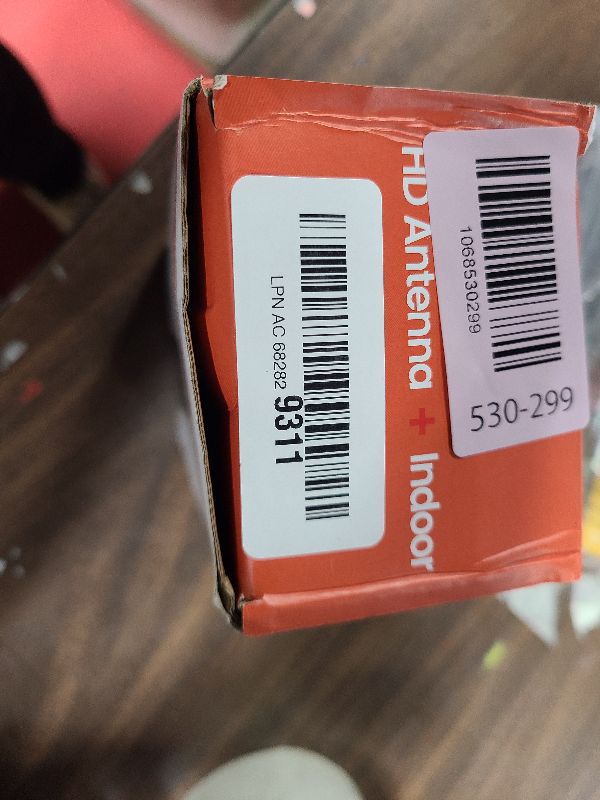 HD Antenna + Indoor
1068530299
530-299
LPN AC 68282 9311